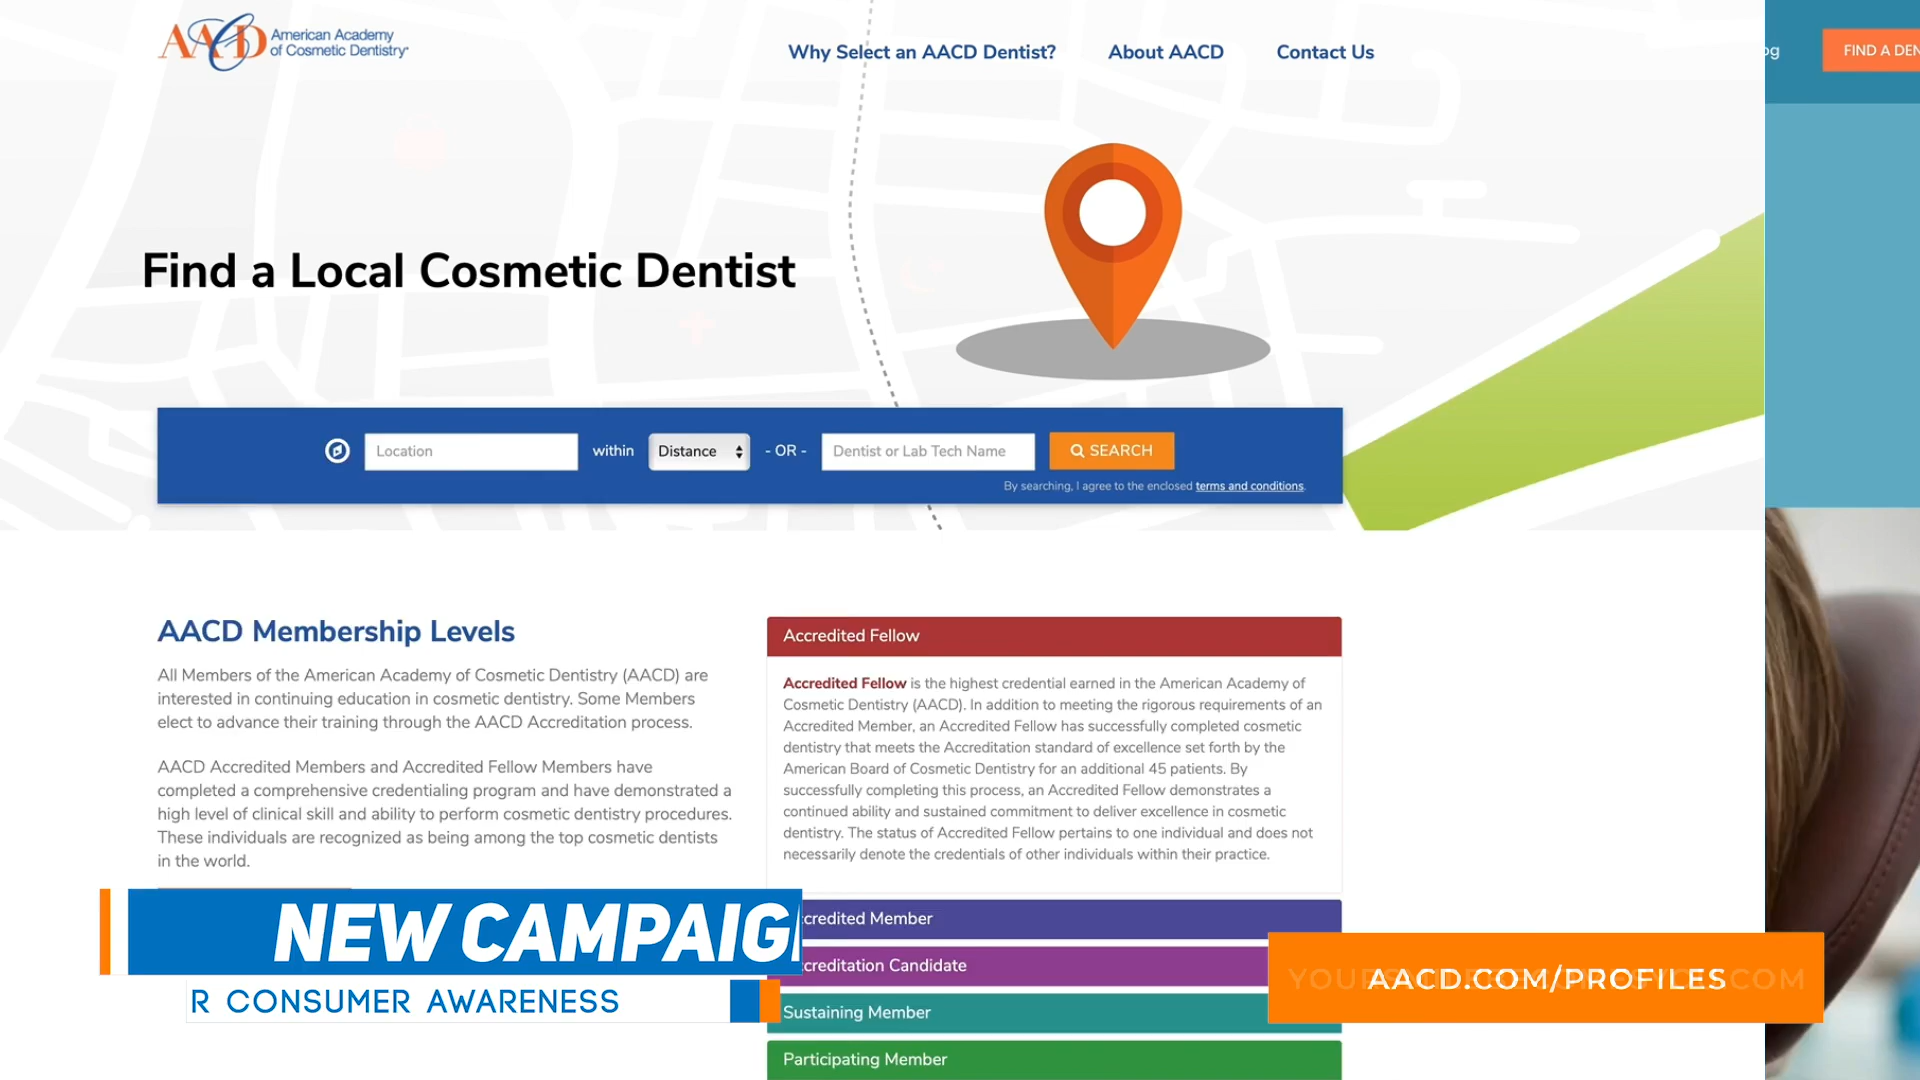 AACD American Academy
of Cosmetic Dentistry
Why Select an AACD Dentist?
About AACD
Contact Us
og
FIND A DEN
Find a Local Cosmetic Dentist
Location
within
Distance
- OR -
Dentist or Lab Tech Name
SEARCH
By searching, I agree to the enclosed terms and conditions.
AACD Membership Levels
All Members of the American Academy of Cosmetic Dentistry (AACD) are
interested in continuing education in cosmetic dentistry. Some Members
elect to advance their training through the AACD Accreditation process.
AACD Accredited Members and Accredited Fellow Members have
completed a comprehensive credentialing program and have demonstrated a
high level of clinical skill and ability to perform cosmetic dentistry procedures.
These individuals are recognized as being among the top cosmetic dentists
in the world.
Accredited Fellow
Accredited Fellow is the highest credential earned in the American Academy of
Cosmetic Dentistry (AACD). In addition to meeting the rigorous requirements of an
Accredited Member, an Accredited Fellow has successfully completed cosmetic
dentistry that meets the Accreditation standard of excellence set forth by the
American Board of Cosmetic Dentistry for an additional 45 patients. By
successfully completing this process, an Accredited Fellow demonstrates a
continued ability and sustained commitment to deliver excellence in cosmetic
dentistry. The status of Accredited Fellow pertains to one individual and does not
necessarily denote the credentials of other individuals within their practice.
ccredited Member
ccreditation Candidate
Sustaining Member
Participating Member
NEW CAMPAIG
R CONSUMER AWARENESS
AACD.COM/PROFILES